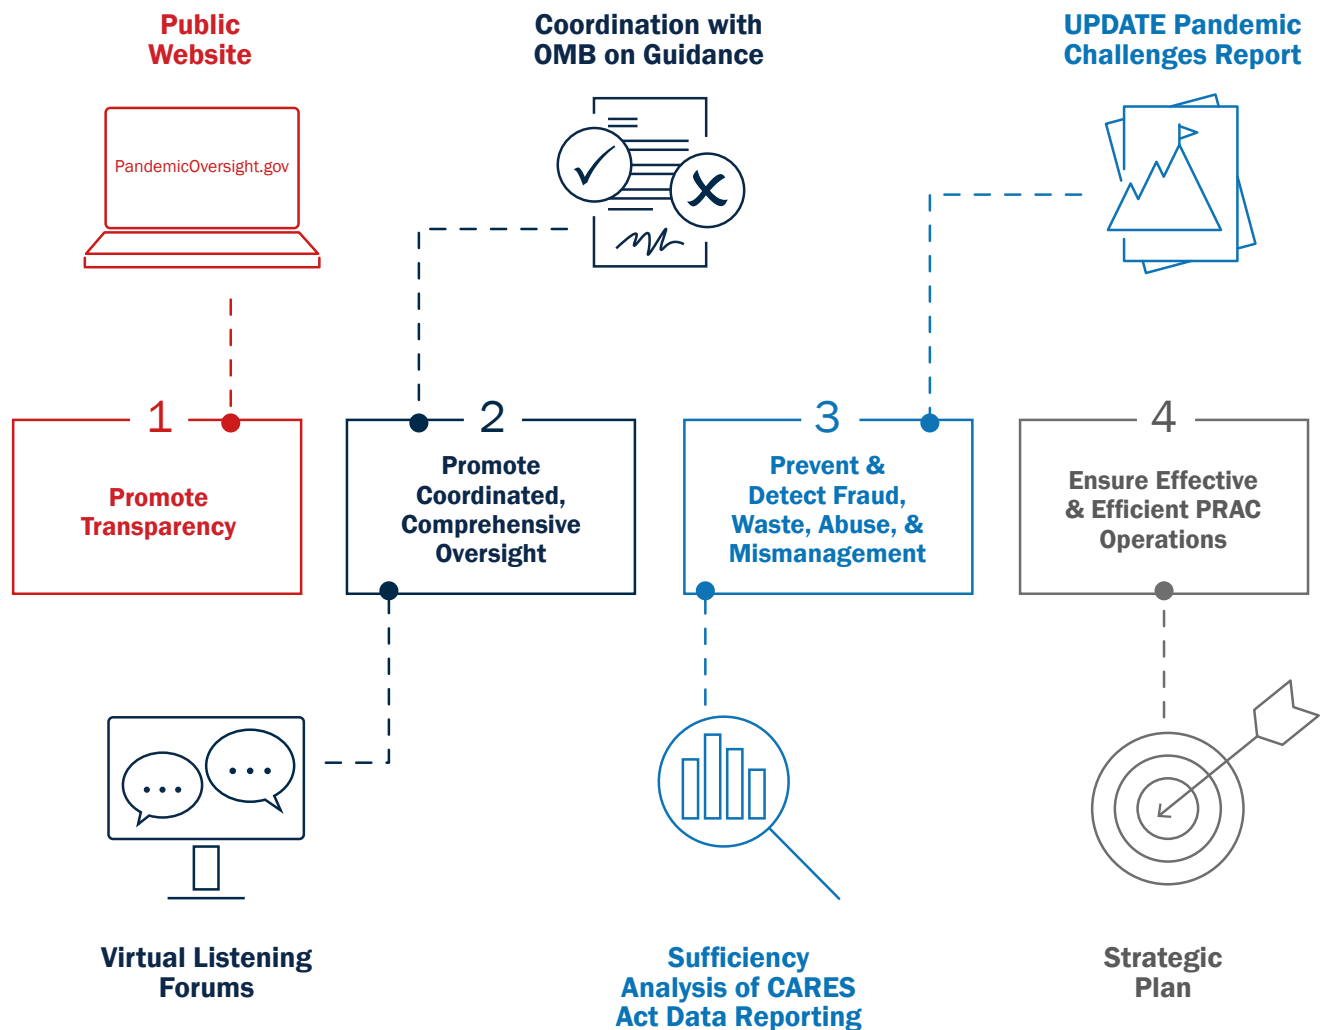 Public
Website
Coordination with
OMB on Guidance
UPDATE Pandemic
Challenges Report
PandemicOversight.gov
1
Promote
Transparency
2
Promote
Coordinated,
Comprehensive
Oversight
3
Prevent &
Detect Fraud,
Waste, Abuse, &
Mismanagement
4
Ensure Effective
& Efficient PRAC
Operations
Virtual Listening
Forums
Sufficiency
Analysis of CARES
Act Data Reporting
Strategic
Plan